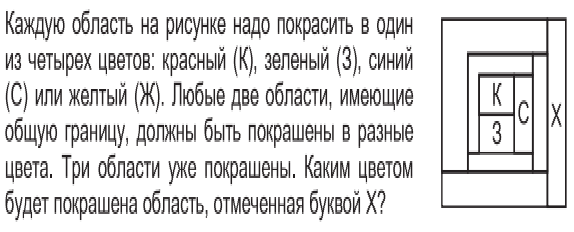 Каждую область на рисунке надо покрасить в один
из четырех цветов: красный (К), зеленый (З), синий
(С) или желтый (Ж). Любые две области, имеющие
общую границу, должны быть покрашены в разные
цвета. Три области уже покрашены. Каким цветом
будет покрашена область, отмеченная буквой Х?
К
С
Х
З